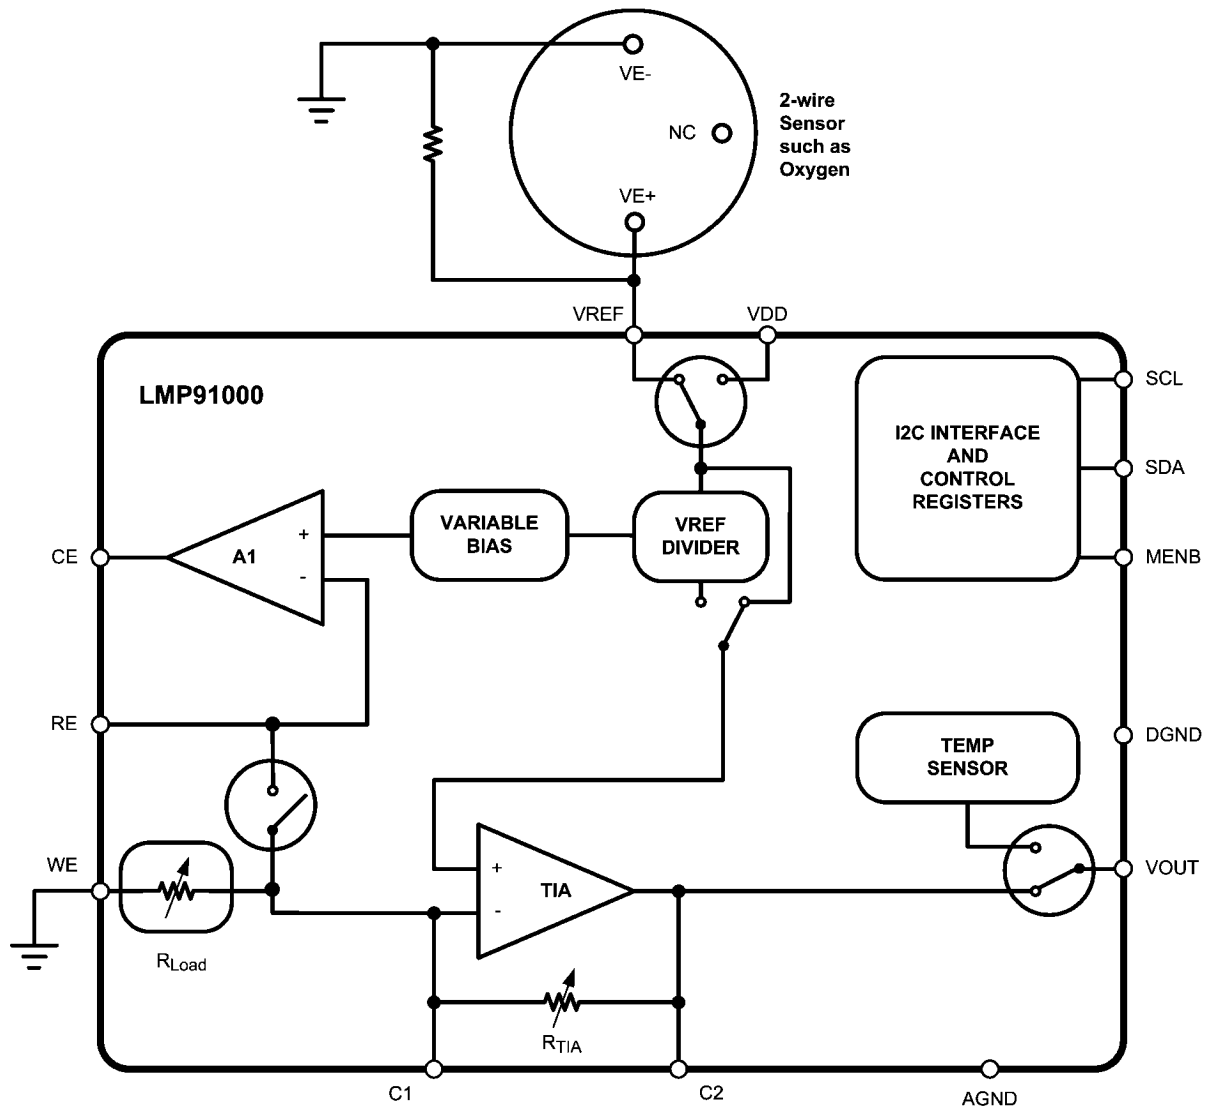 VE-
2-wire
Sensor
such as
Oxygen
NC
VE+
VREF
VDD
LMP91000
SCL
I2C INTERFACE
AND
CONTROL
REGISTERS
SDA
VARIABLE
BIAS
VREF
DIVIDER
+
A1
-
CE
MENB
RE
DGND
TEMP
SENSOR
WE
VOUT
+
TIA
-
RLoad
RTIA
C1
C2
AGND